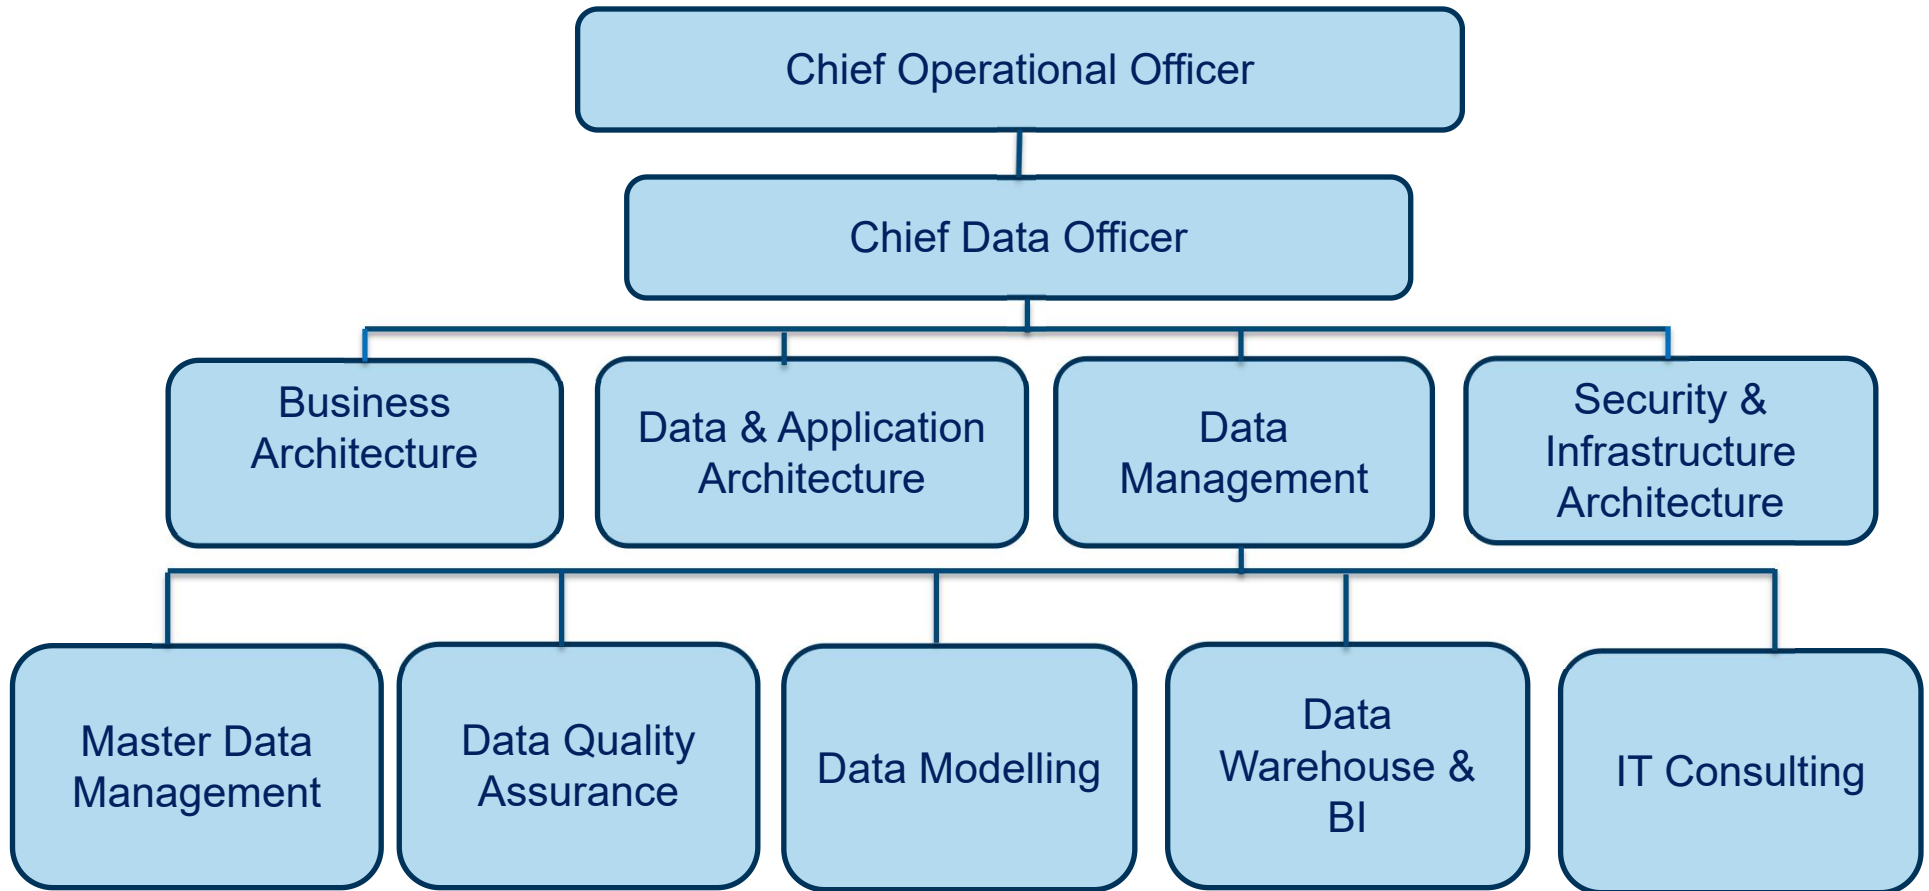 Chief Operational Officer
Chief Data Officer
Business
Architecture
Data & Application
Architecture
Data
Management
Security &
Infrastructure
Architecture
Master Data
Management
Data Quality
Assurance
Data Modelling
Data
Warehouse &
BI
IT Consulting